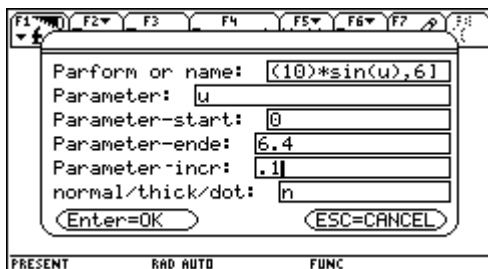 F1 F2 F3 F4 F5 F6 F7
Parform or name: (10)*sin(u),6]
Parameter: u
Parameter-start: 0
Parameter-ende: 6.4
Parameter-incr: .1
normal/thick/dot: n
Enter=OK ESC=CANCEL
PRESENT RAD AUTO FUNC